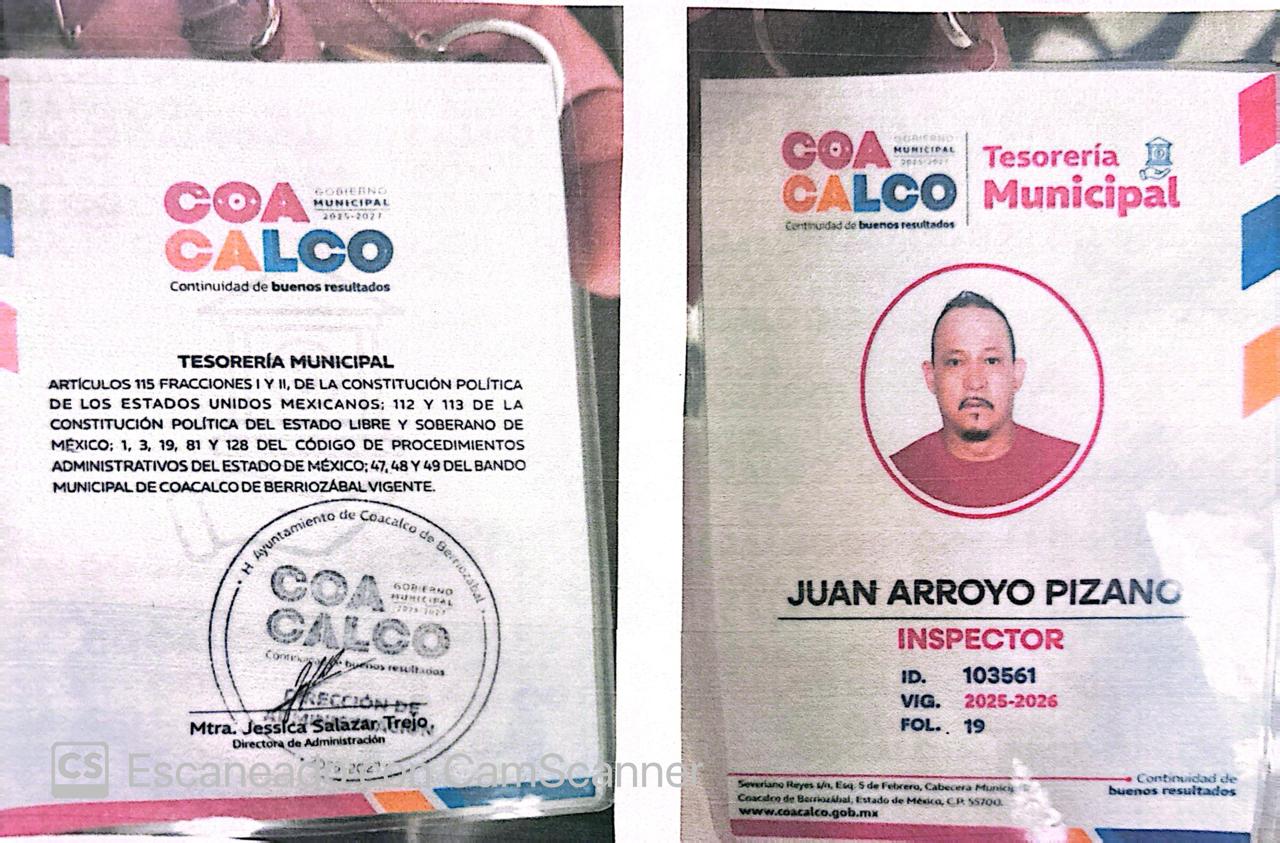 COA
CALCO
GOBIERNO
MUNICIPAL
2025-2027
Continuidad de buenos resultados
TESORERÍA MUNICIPAL
ARTÍCULOS 115 FRACCIONES I Y II, DE LA CONSTITUCIÓN POLÍTICA
DE LOS ESTADOS UNIDOS MEXICANOS; 112 Y 113 DE LA
CONSTITUCIÓN POLÍTICA DEL ESTADO LIBRE Y SOBERANO DE
MÉXICO; 1, 3, 19, 81 Y 128 DEL CÓDIGO DE PROCEDIMIENTOS
ADMINISTRATIVOS DEL ESTADO DE MÉXICO; 47, 48 Y 49 DEL BANDO
MUNICIPAL DE COACALCO DE BERRIOZÁBAL VIGENTE.
H Ayuntamiento de Coacalco de Berriozábal
COA
CALCO
GOBIERNO
MUNICIPAL
2025-2027
Continuidad de buenos resultados
DIRECCIÓN DE
ADMINISTRACIÓN
Mtra. Jessica Salazar Trejo
Directora de Administración
CS Escaneado con CamScanner
COA
CALCO
GOBIERNO
MUNICIPAL
2025-2027
Continuidad de buenos resultados
Tesorería
Municipal
JUAN ARROYO PIZANO
INSPECTOR
ID. 103561
VIG. 2025-2026
FOL. 19
Severiano Reyes s/n, Esq. 5 de Febrero, Cabecera
Coacalco de Berriozábal, Estado de México, C.P. 55700.
www.coacalco.gob.mx
Continuidad de
buenos resultados